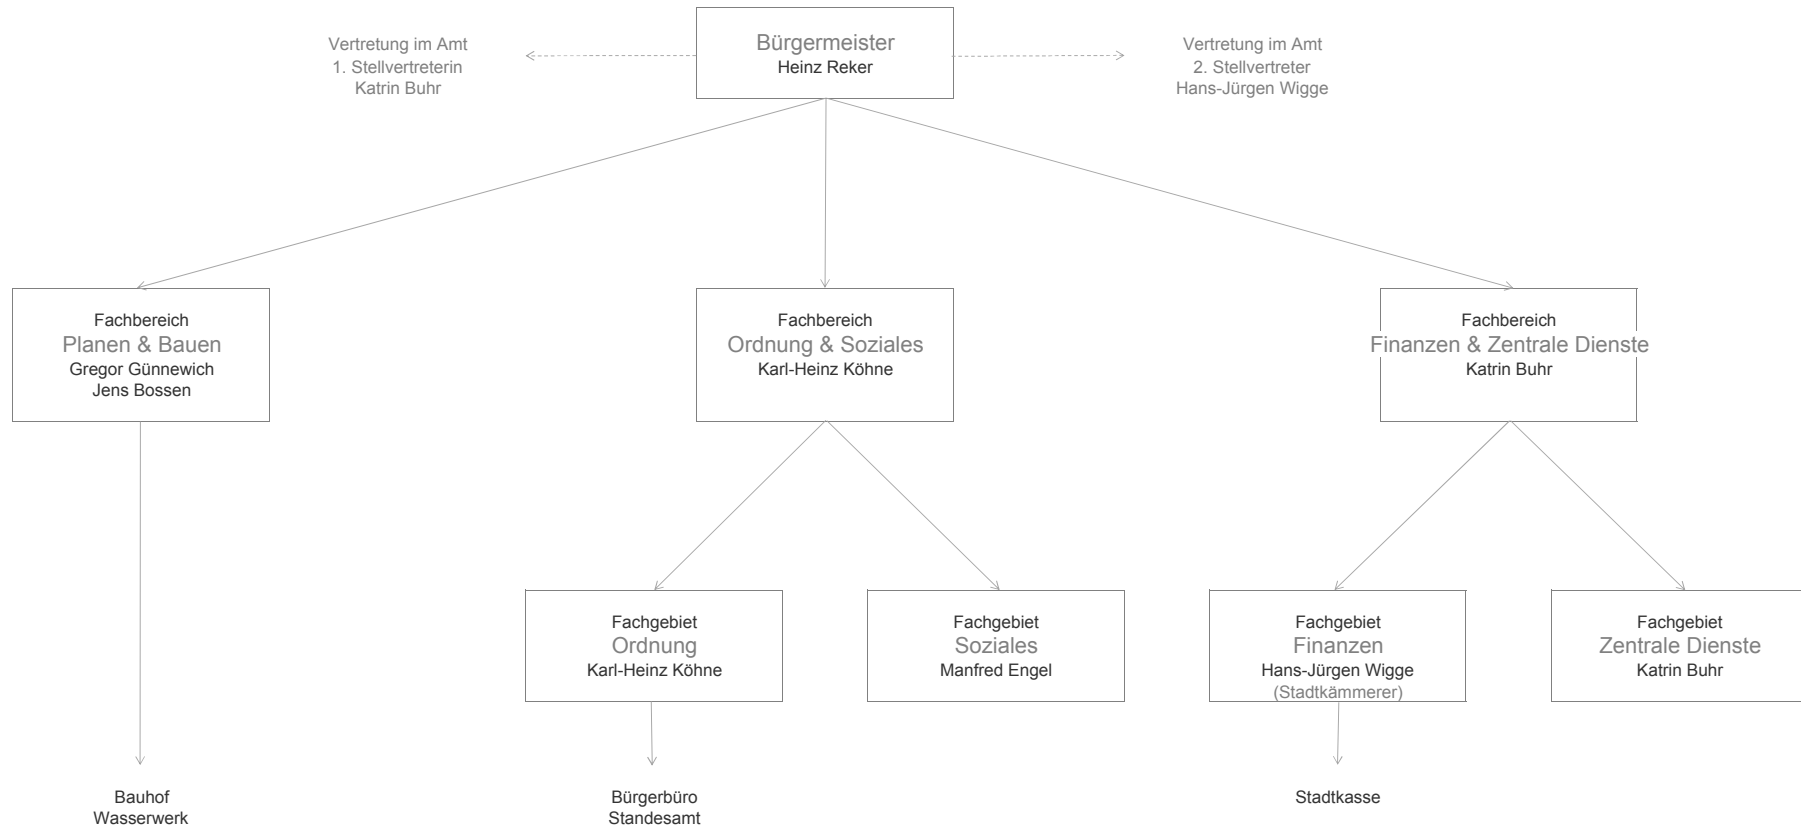 Vertretung im Amt
1. Stellvertreterin
Katrin Buhr
Bürgermeister
Heinz Reker
Vertretung im Amt
2. Stellvertreter
Hans-Jürgen Wigge
Fachbereich
Planen & Bauen
Gregor Günnewich
Jens Bossen
Fachbereich
Ordnung & Soziales
Karl-Heinz Köhne
Fachbereich
Finanzen & Zentrale Dienste
Katrin Buhr
Fachgebiet
Ordnung
Karl-Heinz Köhne
Fachgebiet
Soziales
Manfred Engel
Fachgebiet
Finanzen
Hans-Jürgen Wigge
(Stadtkämmerer)
Fachgebiet
Zentrale Dienste
Katrin Buhr
Bauhof
Wasserwerk
Bürgerbüro
Standesamt
Stadtkasse